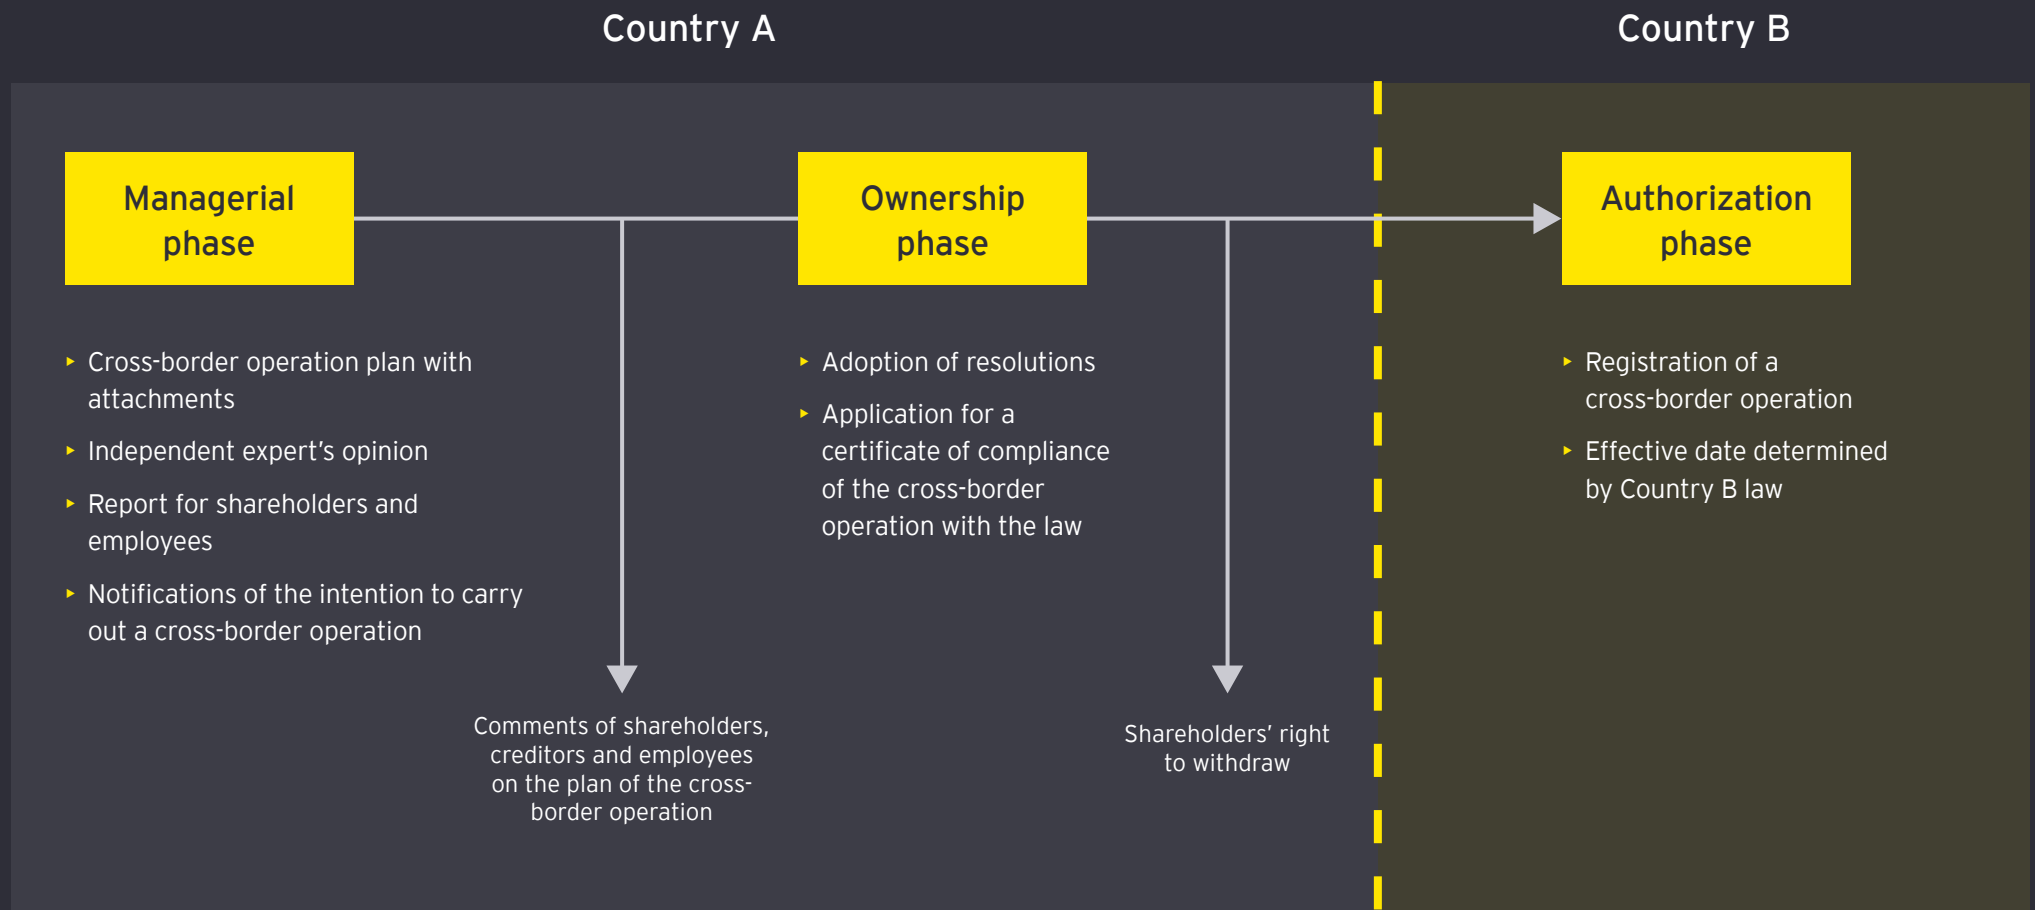 Country A
Country B
Managerial
phase
Ownership
phase
Authorization
phase
‣ Cross-border operation plan with
attachments
‣ Independent expert’s opinion
‣ Report for shareholders and
employees
‣ Notifications of the intention to carry
out a cross-border operation
‣ Adoption of resolutions
‣ Application for a
certificate of compliance
of the cross-border
operation with the law
‣ Registration of a
cross-border operation
‣ Effective date determined
by Country B law
Comments of shareholders,
creditors and employees
on the plan of the cross-
border operation
Shareholders’ right
to withdraw